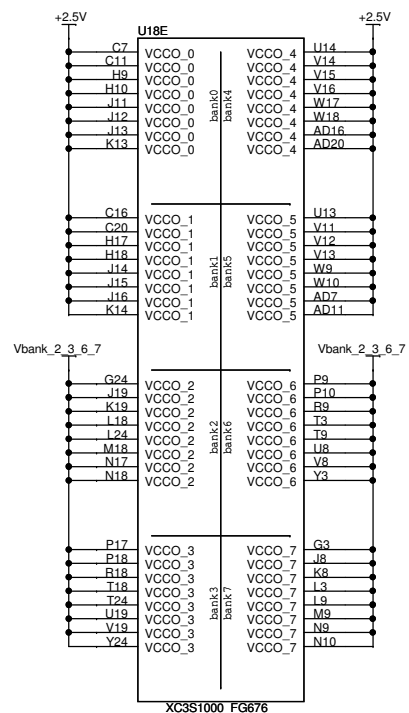 +2.5V +2.5V
U18E
C7 VCCO_0 VCCO_4 U14
C11 VCCO_0 VCCO_4 V14
H9 VCCO_0 VCCO_4 V15
H10 VCCO_0 VCCO_4 V16
J11 VCCO_0 VCCO_4 W17
J12 VCCO_0 VCCO_4 W18
J13 VCCO_0 VCCO_4 AD16
K13 VCCO_0 VCCO_4 AD20
bank0 bank4
C16 VCCO_1 VCCO_5 U13
C20 VCCO_1 VCCO_5 V11
H17 VCCO_1 VCCO_5 V12
H18 VCCO_1 VCCO_5 V13
J14 VCCO_1 VCCO_5 W9
J15 VCCO_1 VCCO_5 W10
J16 VCCO_1 VCCO_5 AD7
K14 VCCO_1 VCCO_5 AD11
bank1 bank5
Vbank_2_3_6_7 Vbank_2_3_6_7
G24 VCCO_2 VCCO_6 P9
J19 VCCO_2 VCCO_6 P10
K19 VCCO_2 VCCO_6 R9
L18 VCCO_2 VCCO_6 T3
L24 VCCO_2 VCCO_6 T9
M18 VCCO_2 VCCO_6 U8
N17 VCCO_2 VCCO_6 V8
N18 VCCO_2 VCCO_6 Y3
bank2 bank6
P17 VCCO_3 VCCO_7 G3
P18 VCCO_3 VCCO_7 J8
R18 VCCO_3 VCCO_7 K8
T18 VCCO_3 VCCO_7 L3
T24 VCCO_3 VCCO_7 L9
U19 VCCO_3 VCCO_7 M9
V19 VCCO_3 VCCO_7 N9
Y24 VCCO_3 VCCO_7 N10
bank3 bank7
XC3S1000_FG676